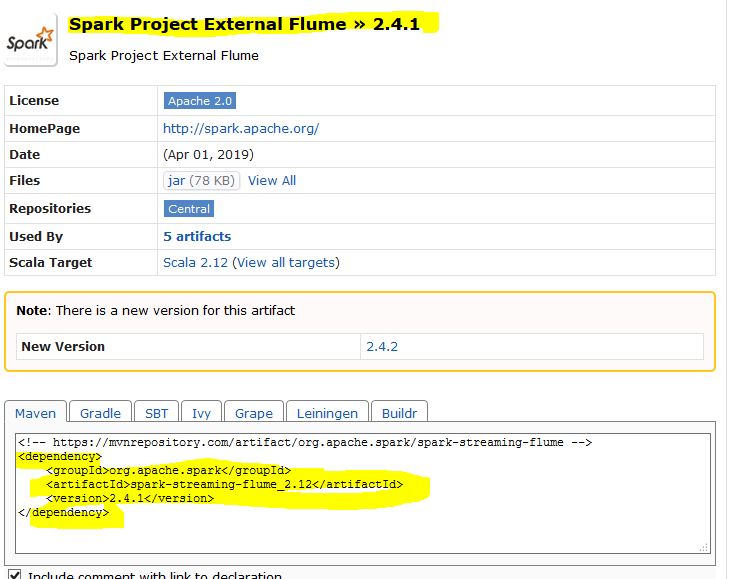 Spark
Spark Project External Flume » 2.4.1
Spark Project External Flume
License Apache 2.0
HomePage http://spark.apache.org/
Date (Apr 01, 2019)
Files jar (78 KB) View All
Repositories Central
Used By 5 artifacts
Scala Target Scala 2.12 (View all targets)
Note: There is a new version for this artifact
New Version 2.4.2
Maven Gradle SBT Ivy Grape Leiningen Buildr
<!-- https://mvnrepository.com/artifact/org.apache.spark/spark-streaming-flume -->
<dependency>
    <groupId>org.apache.spark</groupId>
    <artifactId>spark-streaming-flume_2.12</artifactId>
    <version>2.4.1</version>
</dependency>
Include comment with link to declaration